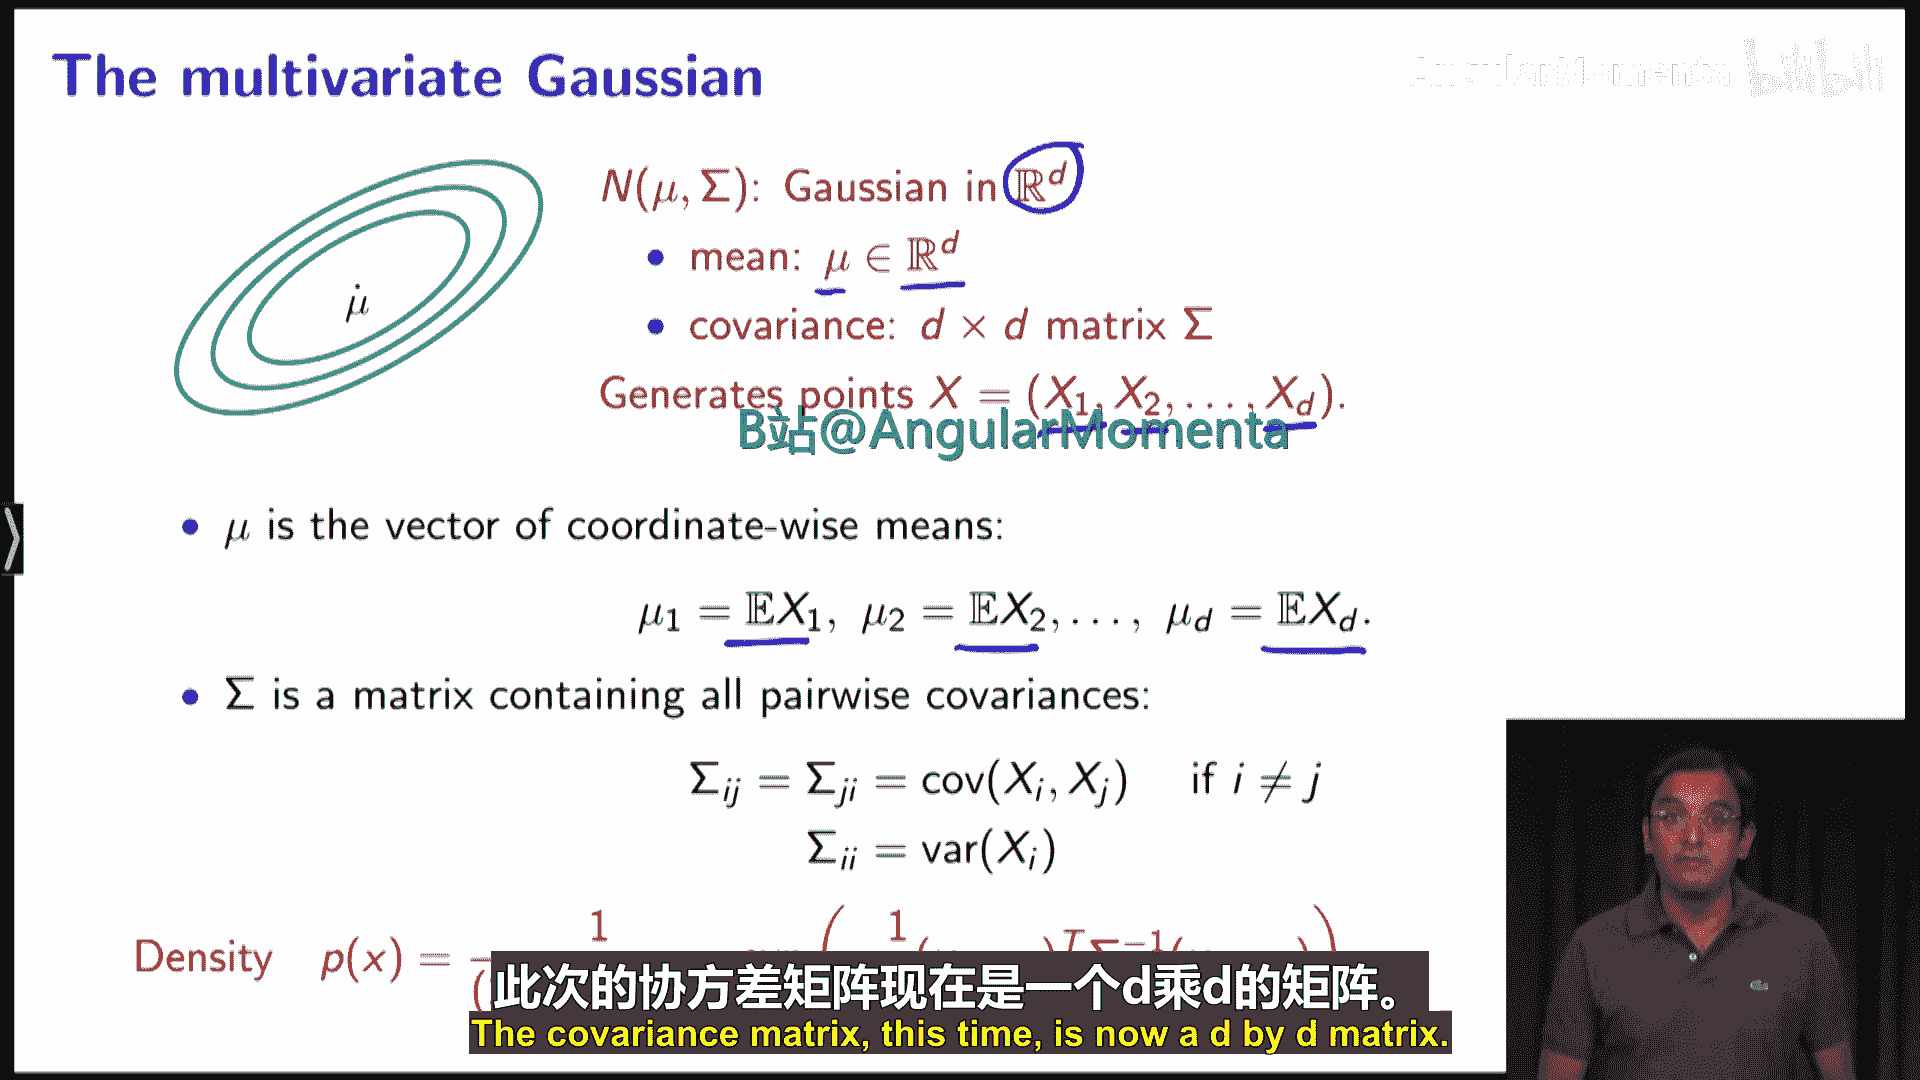 The multivariate Gaussian
N(μ, Σ): Gaussian in ℝ^d
• mean: μ ∈ ℝ^d
• covariance: d × d matrix Σ
μ
Generates points X = (X₁, X₂, . . . , X_d).
B站@AngularMomenta
• μ is the vector of coordinate-wise means:
μ₁ = 𝔼X₁, μ₂ = 𝔼X₂, . . . , μ_d = 𝔼X_d.
• Σ is a matrix containing all pairwise covariances:
Σ_ij = Σ_ji = cov(X_i, X_j) if i ≠ j
Σ_ii = var(X_i)
Density p(x) =
此次的协方差矩阵现在是一个d乘d的矩阵。
The covariance matrix, this time, is now a d by d matrix.